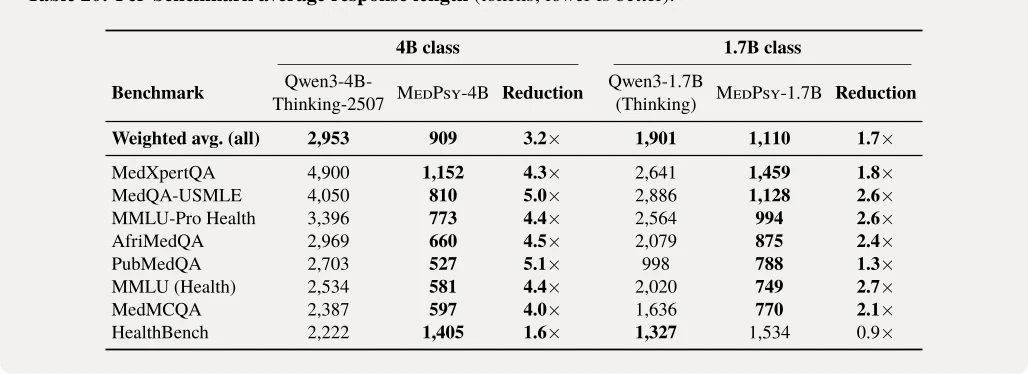 Table 20: Per-benchmark average response length (tokens; lower is better).
4B class 1.7B class
Benchmark Qwen3-4B-Thinking-2507 MEDPSY-4B Reduction Qwen3-1.7B (Thinking) MEDPSY-1.7B Reduction
Weighted avg. (all) 2,953 909 3.2× 1,901 1,110 1.7×
MedXpertQA 4,900 1,152 4.3× 2,641 1,459 1.8×
MedQA-USMLE 4,050 810 5.0× 2,886 1,128 2.6×
MMLU-Pro Health 3,396 773 4.4× 2,564 994 2.6×
AfriMedQA 2,969 660 4.5× 2,079 875 2.4×
PubMedQA 2,703 527 5.1× 998 788 1.3×
MMLU (Health) 2,534 581 4.4× 2,020 749 2.7×
MedMCQA 2,387 597 4.0× 1,636 770 2.1×
HealthBench 2,222 1,405 1.6× 1,327 1,534 0.9×